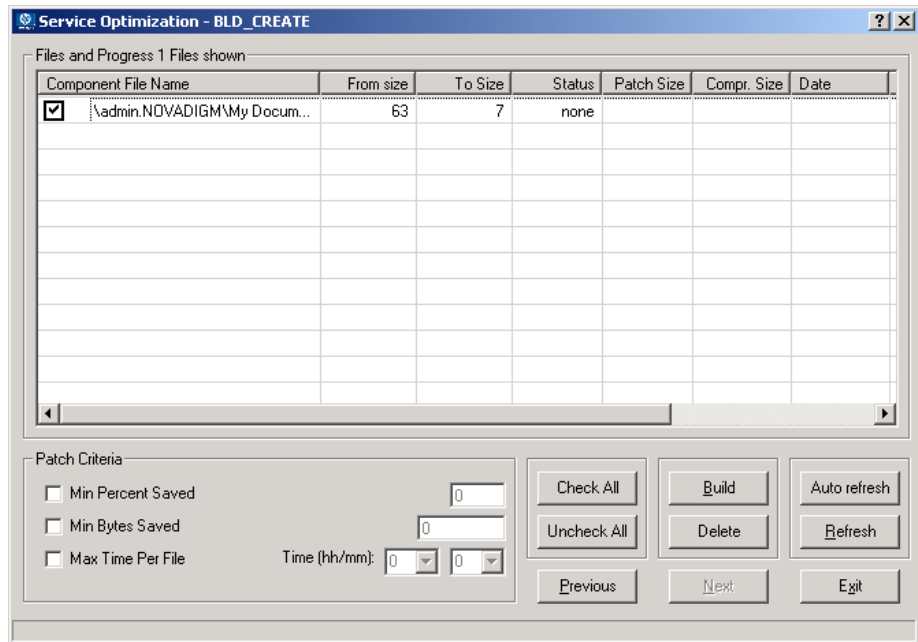 Service Optimization - BLD_CREATE
Files and Progress 1 Files shown
Component File Name From size To Size Status Patch Size Compr. Size Date
\admin.NOVADIGM\My Docum... 63 7 none
Patch Criteria
Min Percent Saved 0
Min Bytes Saved 0
Max Time Per File Time (hh/mm): 0 0
Check All Build Auto refresh
Uncheck All Delete Refresh
Previous Next Exit